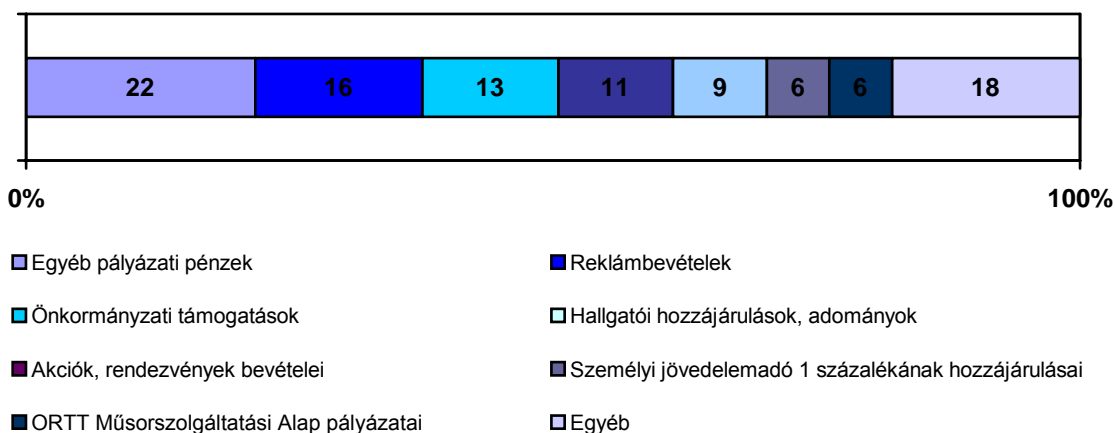 22 16 13 11 9 6 6 18
0% 100%
Egyéb pályázati pénzek Reklámbevételek
Önkormányzati támogatások Hallgatói hozzájárulások, adományok
Akciók, rendezvények bevételei Személyi jövedelemadó 1 százalékának hozzájárulásai
ORTT Műsorszolgáltatási Alap pályázatai Egyéb